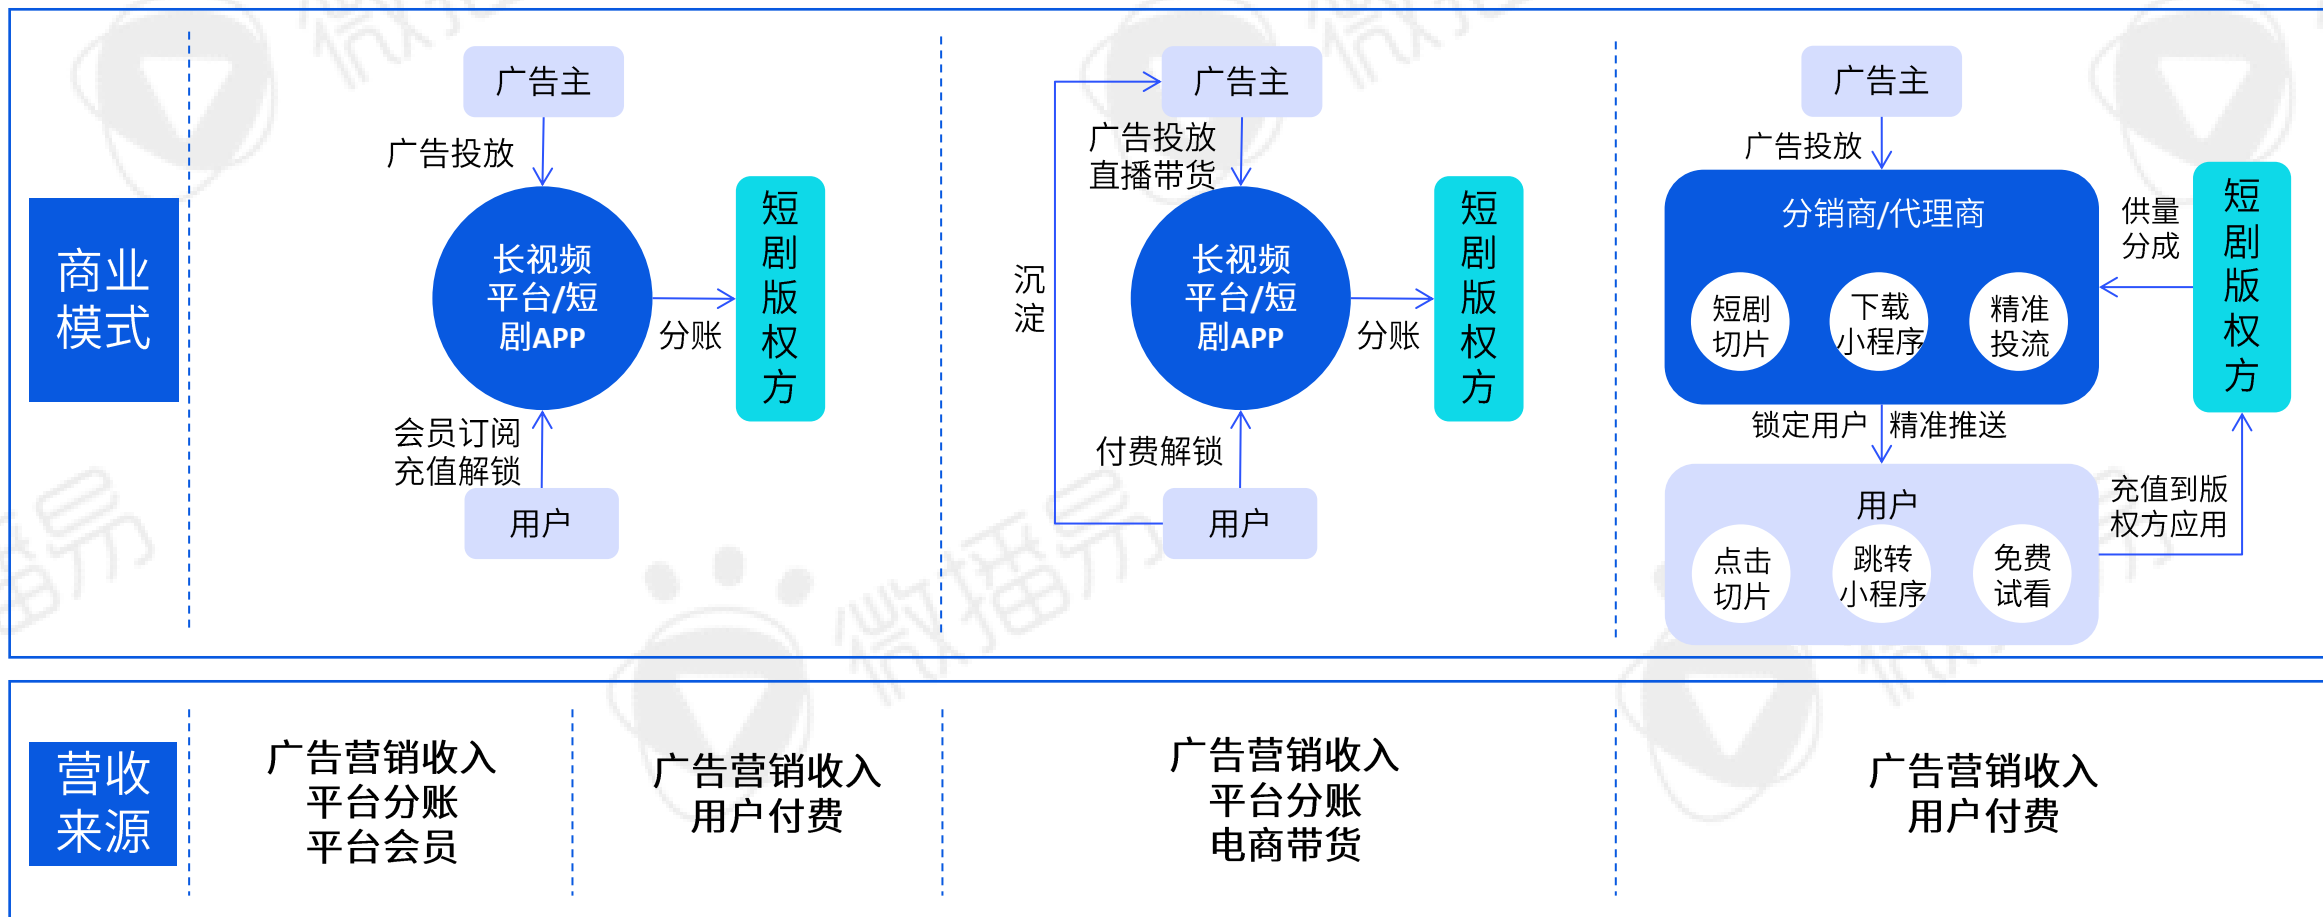 商业
模式
广告主
广告投放
长视频
平台/短
剧APP
分账
短
剧
版
权
方
会员订阅
充值解锁
用户
广告主
广告投放
直播带货
沉
淀
长视频
平台/短
剧APP
分账
短
剧
版
权
方
付费解锁
用户
广告主
广告投放
分销商/代理商
短剧
切片
下载
小程序
精准
投流
供量
分成
短
剧
版
权
方
锁定用户
精准推送
用户
点击
切片
跳转
小程序
免费
试看
充值到版
权方应用
营收
来源
广告营销收入
平台分账
平台会员
广告营销收入
用户付费
广告营销收入
平台分账
电商带货
广告营销收入
用户付费
微播易